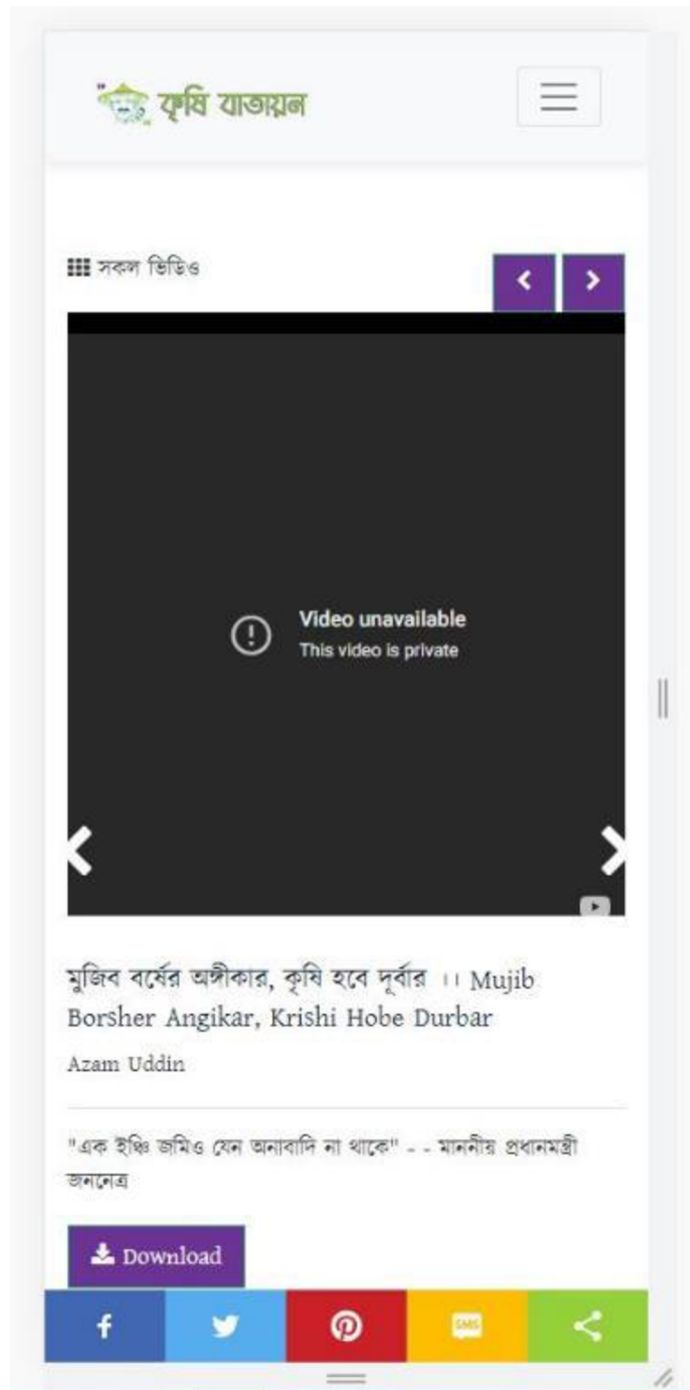 কৃষি বাতায়ন
সকল ভিডিও
Video unavailable
This video is private
মুজিব বর্ষের অঙ্গীকার, কৃষি হবে দূর্বার ।। Mujib
Borsher Angikar, Krishi Hobe Durbar
Azam Uddin
"এক ইঞ্চি জমিও যেন অনাবাদি না থাকে" - - মাননীয় প্রধানমন্ত্রী
জননেত্র
Download
SMS